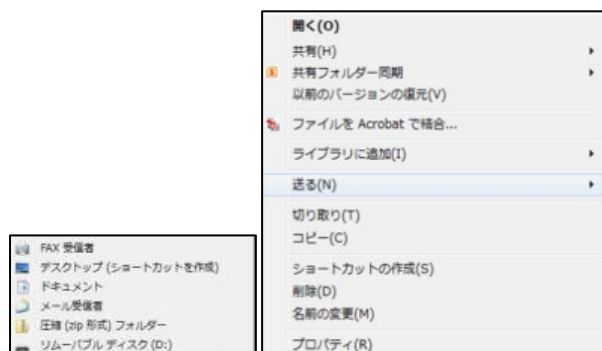 開く(O)
共有(H)
共有フォルダー同期
以前のバージョンの復元(V)
ファイルを Acrobat で結合...
ライブラリに追加(I)
送る(N)
切り取り(T)
コピー(C)
ショートカットの作成(S)
削除(D)
名前の変更(M)
プロパティ(R)
FAX 受信者
デスクトップ (ショートカットを作成)
ドキュメント
メール受信者
圧縮 (zip 形式) フォルダー
リムーバブル ディスク (D:)